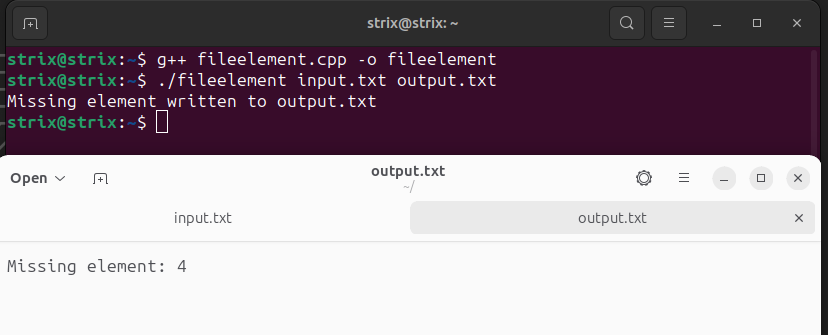 strix@strix: ~
strix@strix:~$ g++ fileelement.cpp -o fileelement
strix@strix:~$ ./fileelement input.txt output.txt
Missing element written to output.txt
strix@strix:~$
Open
output.txt
~/
input.txt
output.txt
Missing element: 4